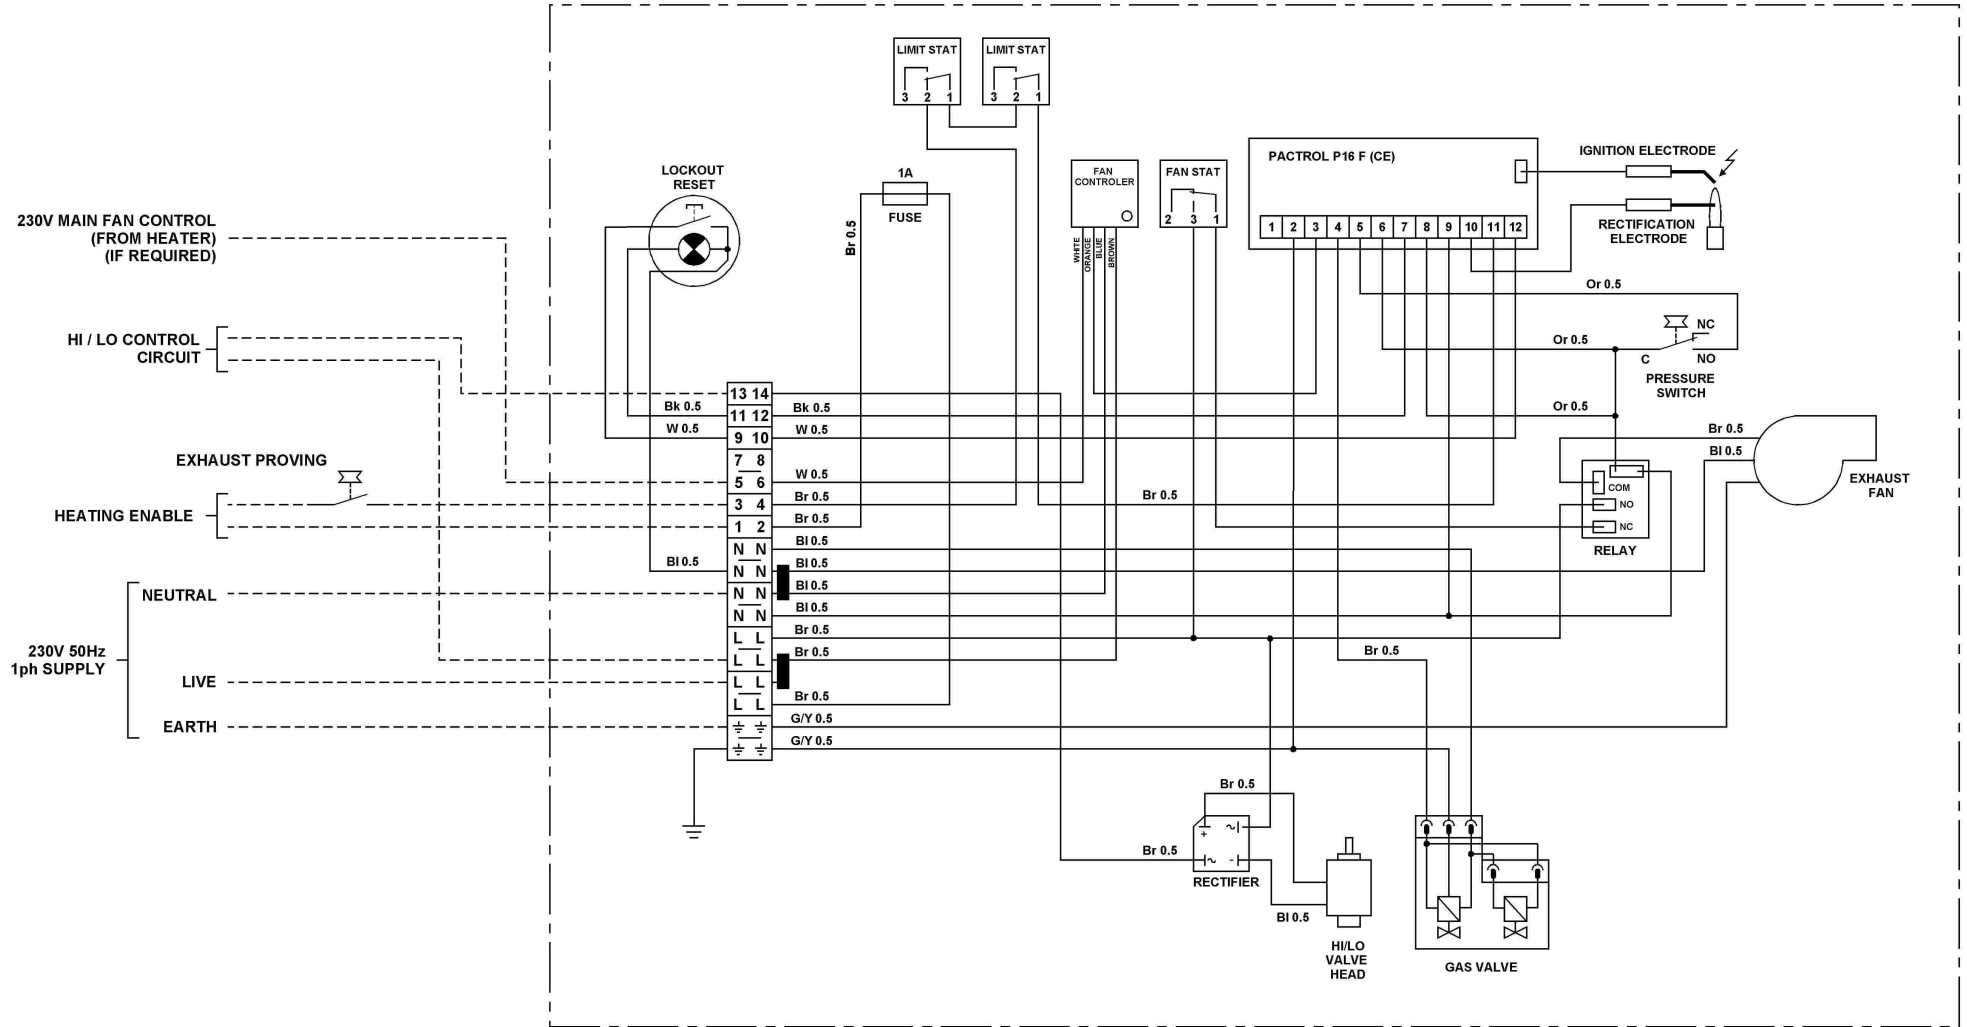 LIMIT STAT
3 2 1
LIMIT STAT
3 2 1
LOCKOUT
RESET
1A
FUSE
Br 0.5
FAN
CONTROLER
WHITE
ORANGE
BLUE
BROWN
FAN STAT
2 3 1
PACTROL P16 F (CE)
1 2 3 4 5 6 7 8 9 10 11 12
IGNITION ELECTRODE
RECTIFICATION
ELECTRODE
230V MAIN FAN CONTROL
(FROM HEATER)
(IF REQUIRED)
HI / LO CONTROL
CIRCUIT
EXHAUST PROVING
HEATING ENABLE
NEUTRAL
230V 50Hz
1ph SUPPLY
LIVE
EARTH
Or 0.5
Or 0.5
Or 0.5
NC
C
NO
PRESSURE
SWITCH
Br 0.5
Bl 0.5
EXHAUST
FAN
COM
NO
NC
RELAY
13 14
Bk 0.5 11 12 Bk 0.5
W 0.5 9 10 W 0.5
7 8
5 6 W 0.5
3 4 Br 0.5
Br 0.5
1 2 Br 0.5
N N Bl 0.5
Bl 0.5 N N Bl 0.5
N N Bl 0.5
N N Bl 0.5
L L Br 0.5
L L Br 0.5
Br 0.5
L L
L L Br 0.5
G/Y 0.5
G/Y 0.5
Br 0.5
Br 0.5
+ ~
~ -
RECTIFIER
Bl 0.5
HI/LO
VALVE
HEAD
GAS VALVE